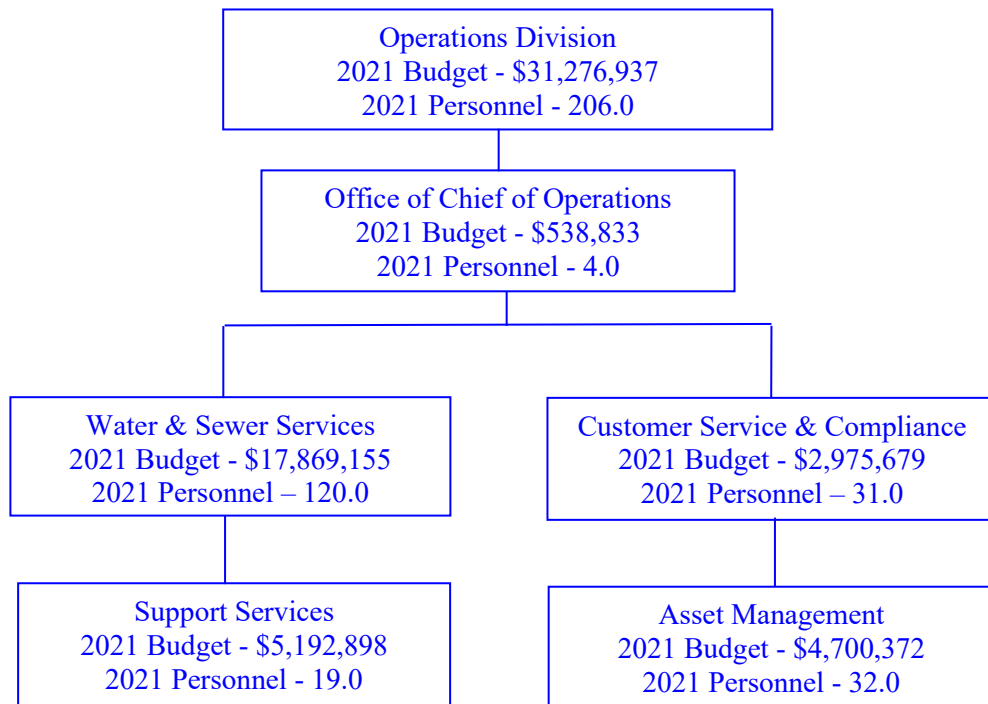 Operations Division
2021 Budget - $31,276,937
2021 Personnel - 206.0
Office of Chief of Operations
2021 Budget - $538,833
2021 Personnel - 4.0
Water & Sewer Services
2021 Budget - $17,869,155
2021 Personnel – 120.0
Customer Service & Compliance
2021 Budget - $2,975,679
2021 Personnel – 31.0
Support Services
2021 Budget - $5,192,898
2021 Personnel - 19.0
Asset Management
2021 Budget - $4,700,372
2021 Personnel - 32.0